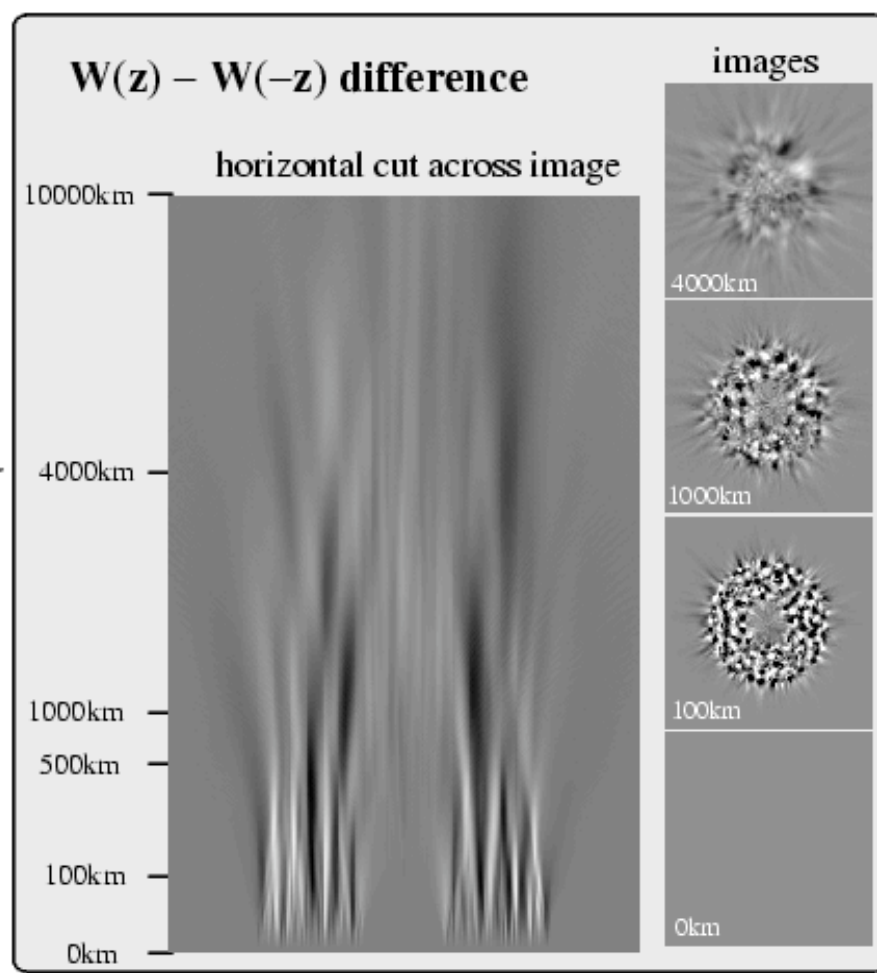 W(z) − W(−z) difference
images
horizontal cut across image
10000km
4000km
1000km
500km
100km
0km
4000km
1000km
100km
0km